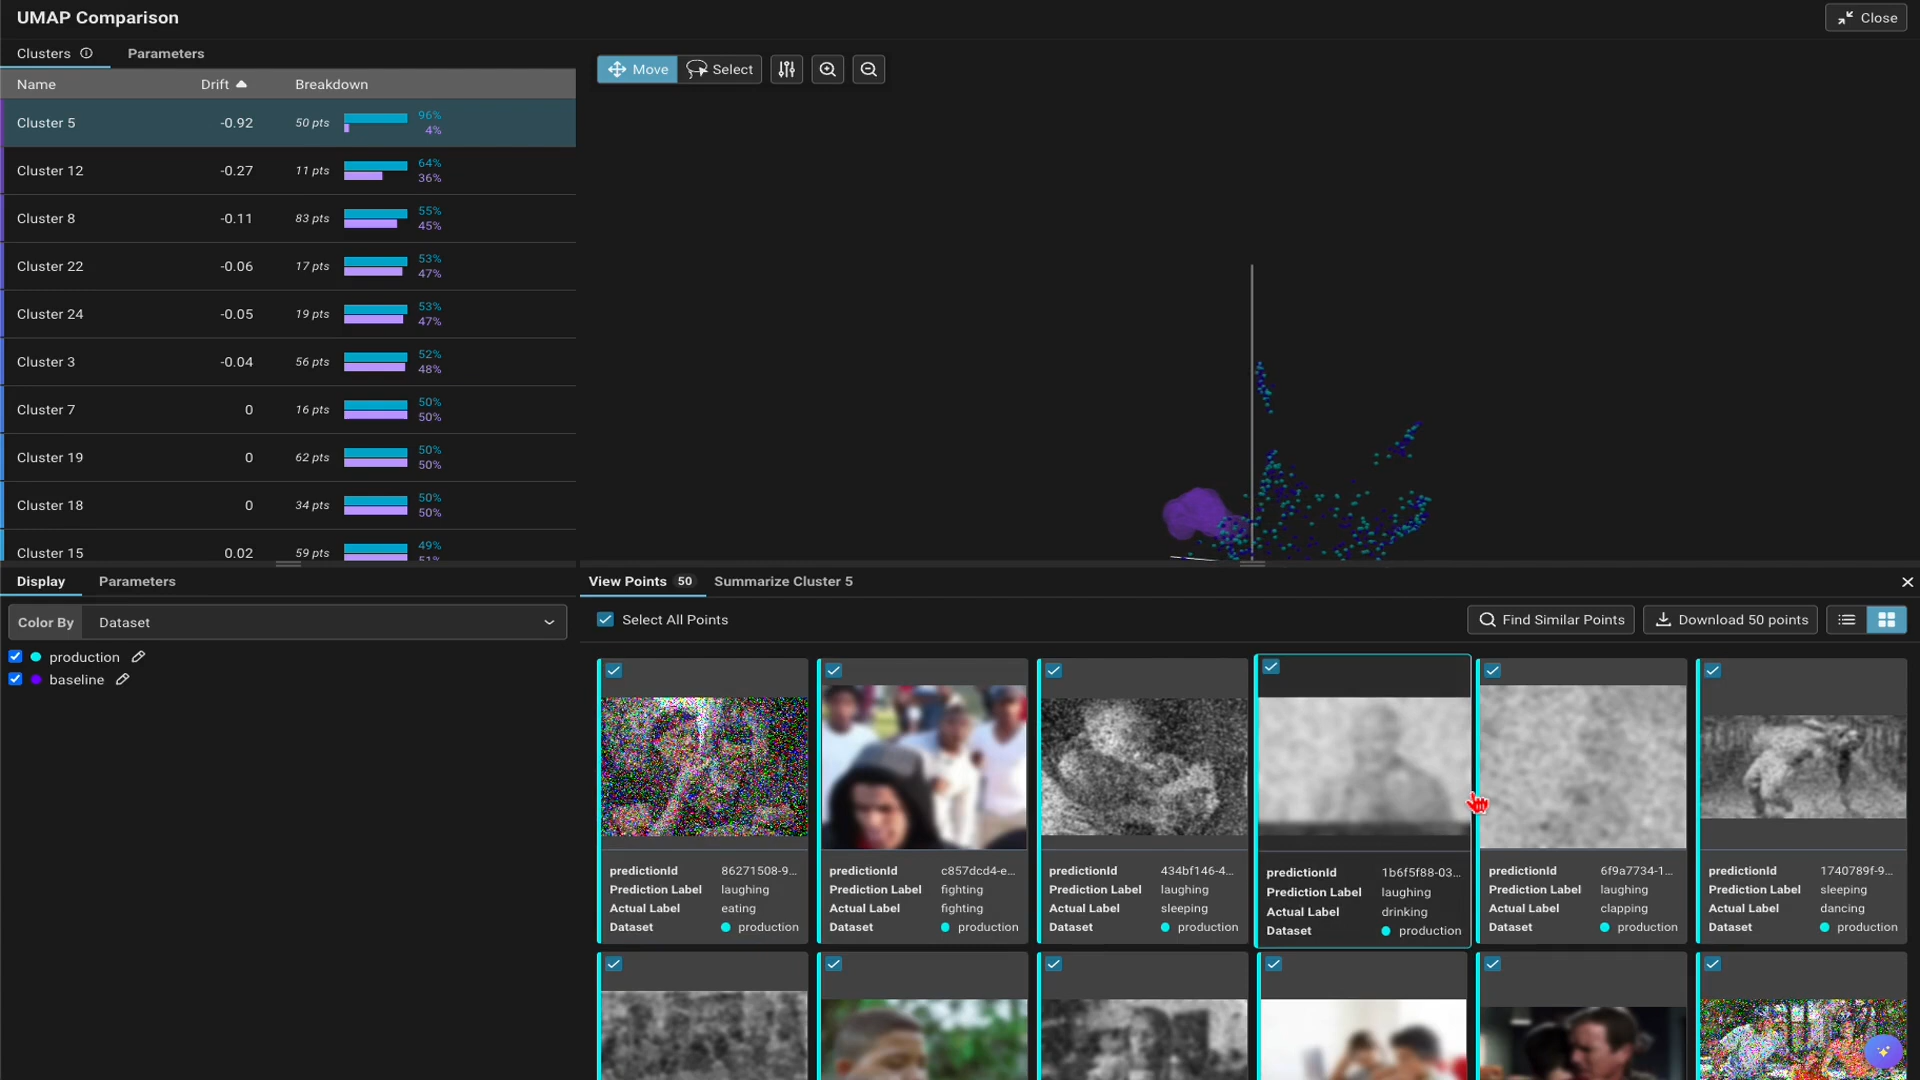 UMAP Comparison
Close
Clusters
Parameters
Move
Select
Name
Drift
Breakdown
Cluster 5
-0.92
50 pts
96%
4%
Cluster 12
-0.27
11 pts
64%
36%
Cluster 8
-0.11
83 pts
55%
45%
Cluster 22
-0.06
17 pts
53%
47%
Cluster 24
-0.05
19 pts
53%
47%
Cluster 3
-0.04
56 pts
52%
48%
Cluster 7
0
16 pts
50%
50%
Cluster 19
0
62 pts
50%
50%
Cluster 18
0
34 pts
50%
50%
Cluster 15
0.02
59 pts
49%
51%
Display
Parameters
Color By
Dataset
production
baseline
View Points 50
Summarize Cluster 5
Select All Points
Find Similar Points
Download 50 points
predictionId 86271508-9...
Prediction Label laughing
Actual Label eating
Dataset production
predictionId c857dcd4-e...
Prediction Label fighting
Actual Label fighting
Dataset production
predictionId 434bf146-4...
Prediction Label laughing
Actual Label sleeping
Dataset production
predictionId 1b6f5f88-03...
Prediction Label laughing
Actual Label drinking
Dataset production
predictionId 6f9a7734-1...
Prediction Label laughing
Actual Label clapping
Dataset production
predictionId 1740789f-9...
Prediction Label sleeping
Actual Label dancing
Dataset production